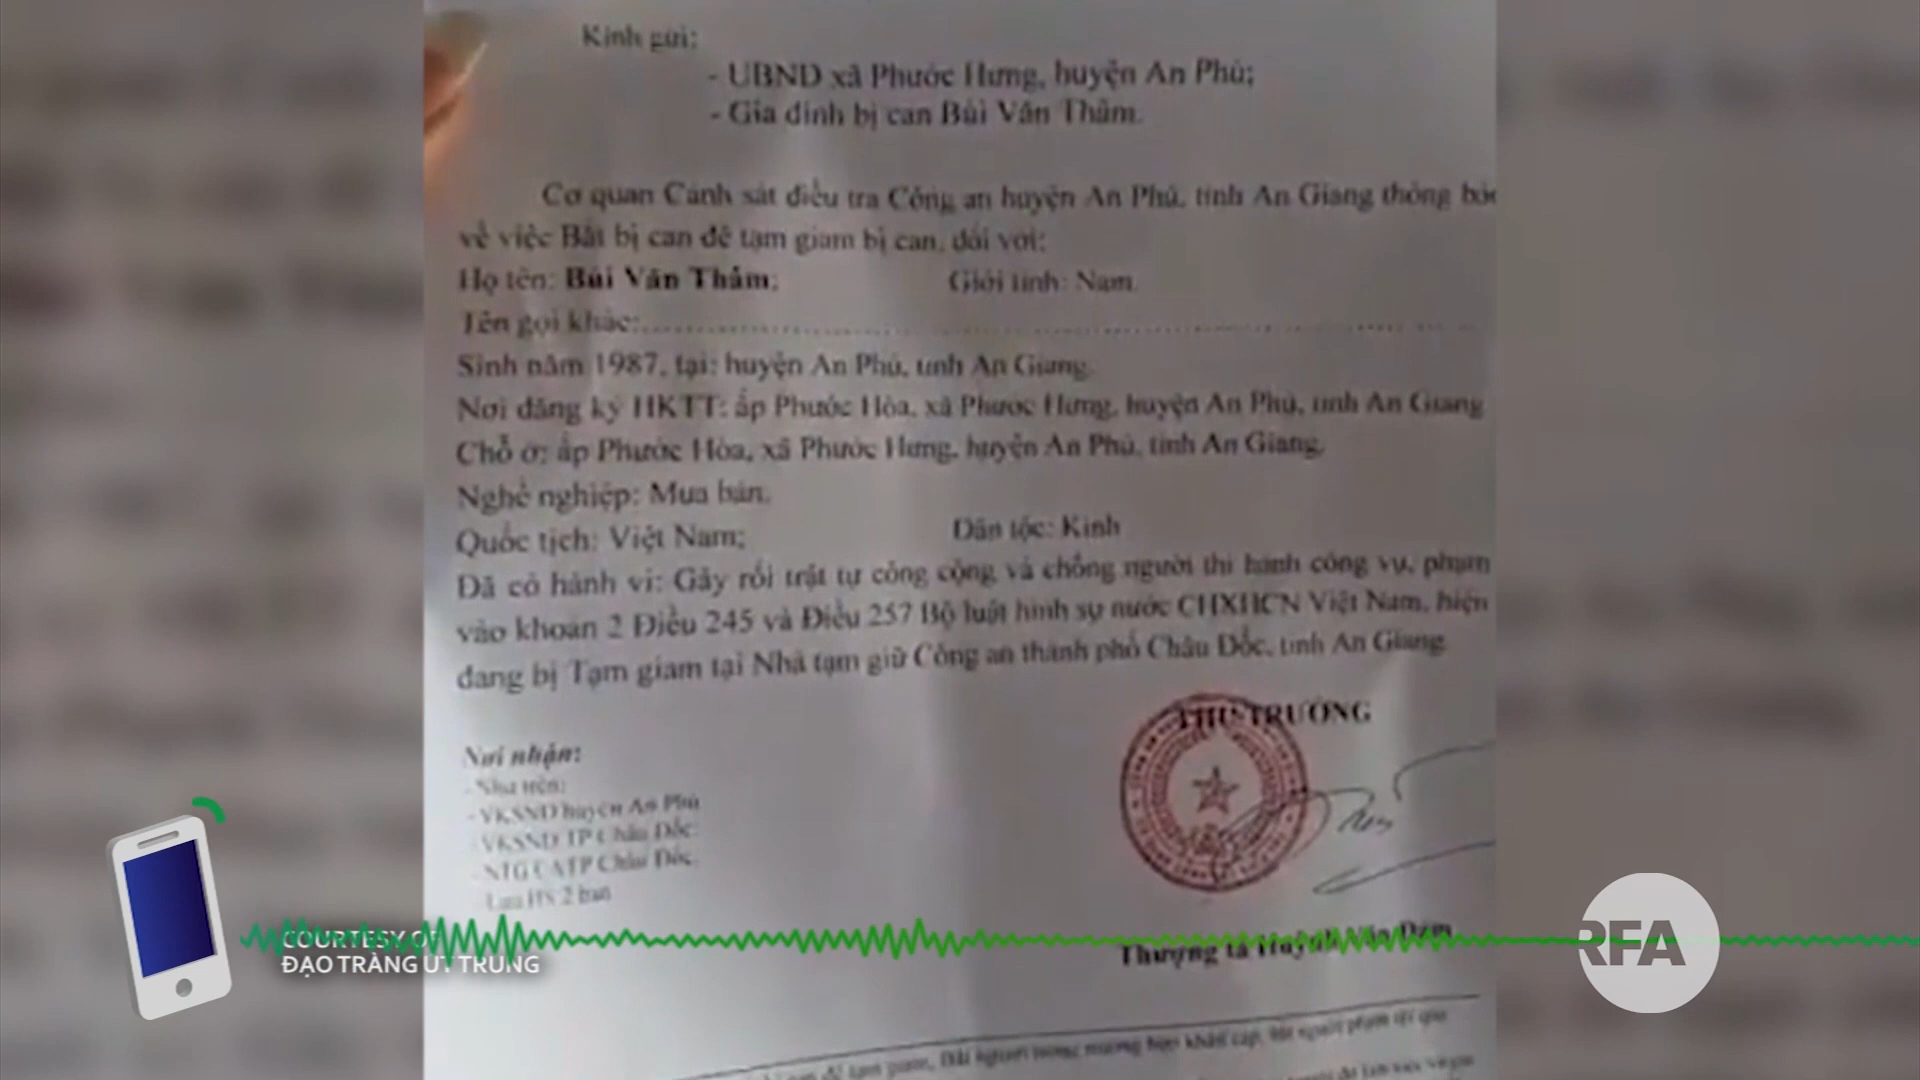 Kính gửi:
- UBND xã Phước Hưng, huyện An Phú;
- Gia đình bị can Bùi Văn Thắm.
Cơ quan Cảnh sát điều tra Công an huyện An Phú, tỉnh An Giang thông báo
về việc Bắt bị can để tạm giam bị can, đối với:
Họ tên: Bùi Văn Thắm; Giới tính: Nam.
Tên gọi khác:
Sinh năm 1987, tại: huyện An Phú, tỉnh An Giang.
Nơi đăng ký HKTT: ấp Phước Hòa, xã Phước Hưng, huyện An Phú, tỉnh An Giang
Chỗ ở: ấp Phước Hòa, xã Phước Hưng, huyện An Phú, tỉnh An Giang.
Nghề nghiệp: Mua bán.
Quốc tịch: Việt Nam; Dân tộc: Kinh
Đã có hành vi: Gây rối trật tự công cộng và chống người thi hành công vụ, phạm
vào khoản 2 Điều 245 và Điều 257 Bộ luật hình sự nước CHXHCN Việt Nam, hiện
đang bị Tạm giam tại Nhà tạm giữ Công an thành phố Châu Đốc, tỉnh An Giang.
THỦ TRƯỞNG
Nơi nhận:
- Như trên;
- VKSND huyện An Phú
- VKSND TP Châu Đốc;
- NTG CATP Châu Đốc;
- Lưu HS 2 bản
Thượng tá Huỳnh Văn
COURTESY OF
ĐẠO TRÀNG ÚT TRUNG
RFA